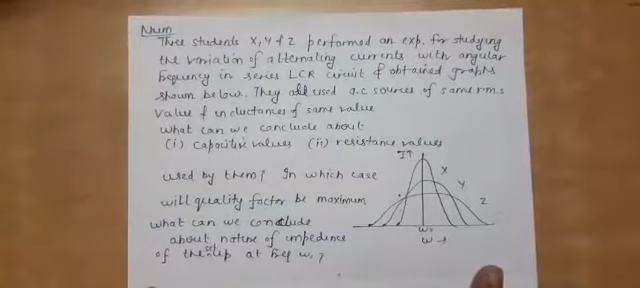 Num
Three students X, Y & Z performed an exp. for studying
the variation of alternating currents with angular
frequency in series LCR circuit & obtained graphs
shown below. They all used a.c sources of same rms
value & inductances of same value
what can we conclude about
(i) capacitive values (ii) resistance values
used by them? In which case
will quality factor be maximum
what can we conclude
about nature of impedence
of the set up at freq ω₀?
I↑
X
Y
Z
ω₀
ω →